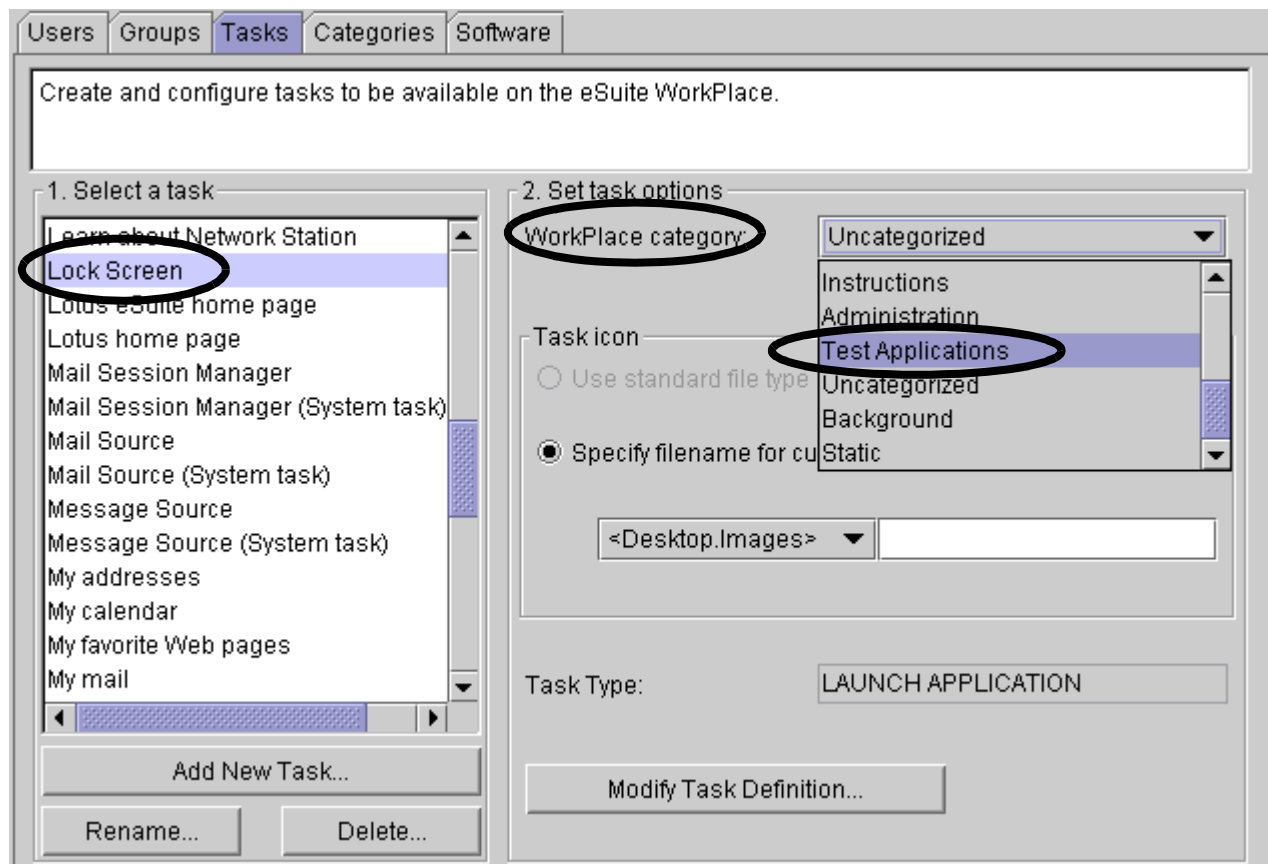 Users Groups Tasks Categories Software
Create and configure tasks to be available on the eSuite WorkPlace.
1. Select a task
Learn about Network Station
Lock Screen
Lotus eSuite home page
Lotus home page
Mail Session Manager
Mail Session Manager (System task)
Mail Source
Mail Source (System task)
Message Source
Message Source (System task)
My addresses
My calendar
My favorite Web pages
My mail
Add New Task...
Rename... Delete...
2. Set task options
WorkPlace category: Uncategorized
Instructions
Administration
Test Applications
Uncategorized
Background
Static
Task icon
Use standard file type
Specify filename for cu
<Desktop.Images>
Task Type: LAUNCH APPLICATION
Modify Task Definition...